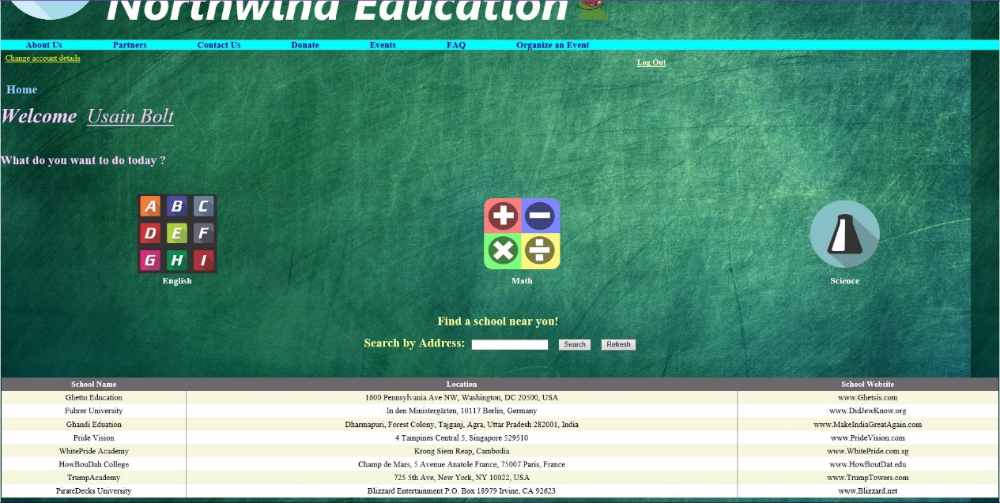 Northwind Education
About Us Partners Contact Us Donate Events FAQ Organize an Event
Change account details Log Out
Home
Welcome Usain Bolt
What do you want to do today ?
A B C
D E F
G H I
English Math Science
Find a school near you!
Search by Address: Search Refresh
School Name Location School Website
Ghetto Education 1600 Pennsylvania Ave NW, Washington, DC 20500, USA www.Ghetsis.com
Fuhrer University In den Ministergärten, 10117 Berlin, Germany www.DidJewKnow.org
Ghandi Eduation Dharmapuri, Forest Colony, Tajganj, Agra, Uttar Pradesh 282001, India www.MakeIndiaGreatAgain.com
Pride Vision 4 Tampines Central 5, Singapore 529510 www.PrideVision.com
WhitePride Academy Krong Siem Reap, Cambodia www.WhitePride.com.sg
HowBouDah College Champ de Mars, 5 Avenue Anatole France, 75007 Paris, France www.HowBoutDat.edu
TrumpAcademy 725 5th Ave, New York, NY 10022, USA www.TrumpTowers.com
PirateDecks University Blizzard Entertainment P.O. Box 18979 Irvine, CA 92623 www.Blizzard.net